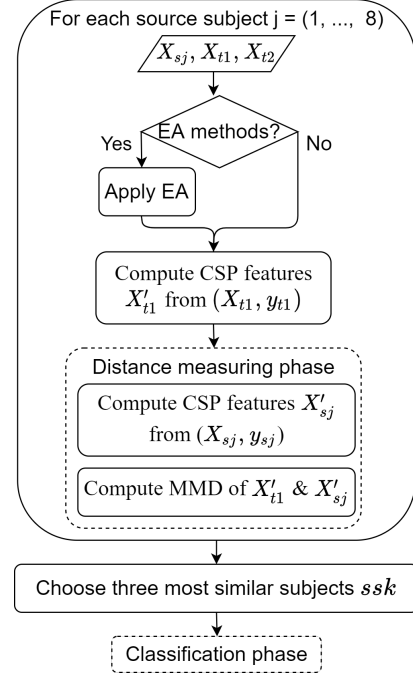 For each source subject j = (1, ..., 8)
X_{sj}, X_{t1}, X_{t2}
EA methods?
Yes
No
Apply EA
Compute CSP features
X'_{t1} from (X_{t1}, y_{t1})
Distance measuring phase
Compute CSP features X'_{sj}
from (X_{sj}, y_{sj})
Compute MMD of X'_{t1} & X'_{sj}
Choose three most similar subjects ssk
Classification phase